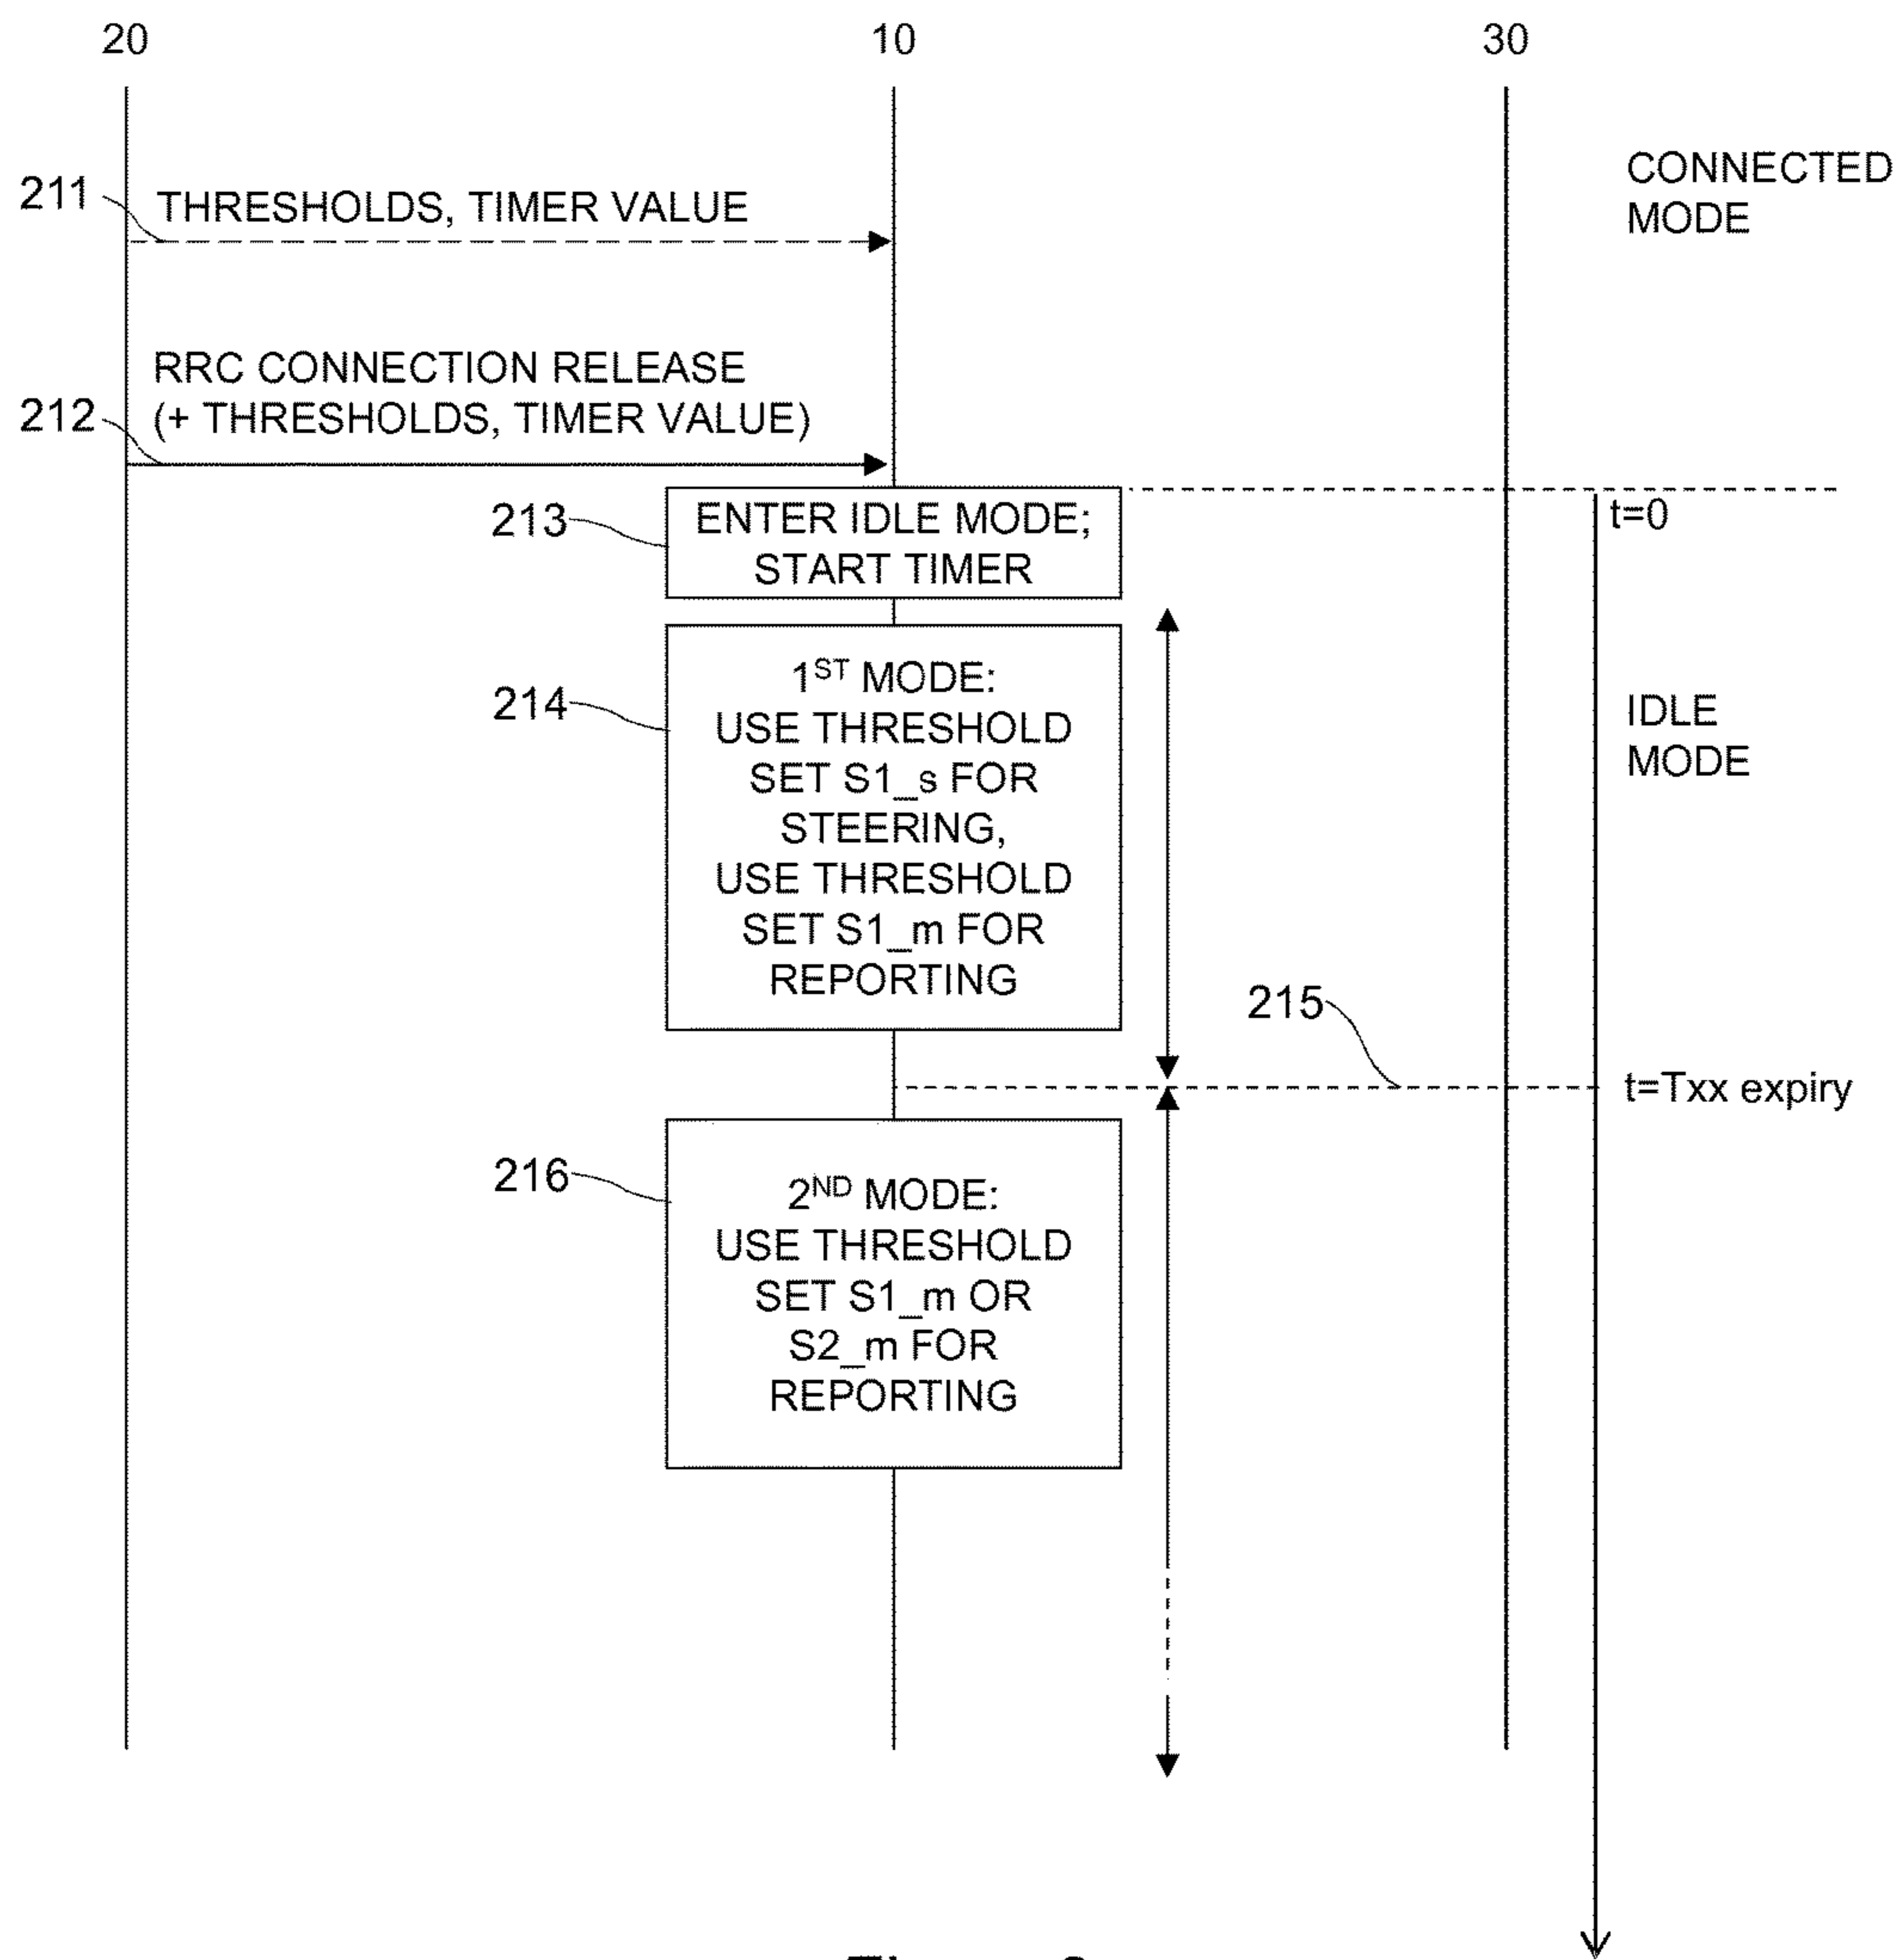 20
10
30
CONNECTED
MODE
211
THRESHOLDS, TIMER VALUE
RRC CONNECTION RELEASE
212
(+ THRESHOLDS, TIMER VALUE)
213
ENTER IDLE MODE;
START TIMER
t=0
214
1ST MODE:
USE THRESHOLD
SET S1_s FOR
STEERING,
USE THRESHOLD
SET S1_m FOR
REPORTING
IDLE
MODE
215
t=Txx expiry
216
2ND MODE:
USE THRESHOLD
SET S1_m OR
S2_m FOR
REPORTING